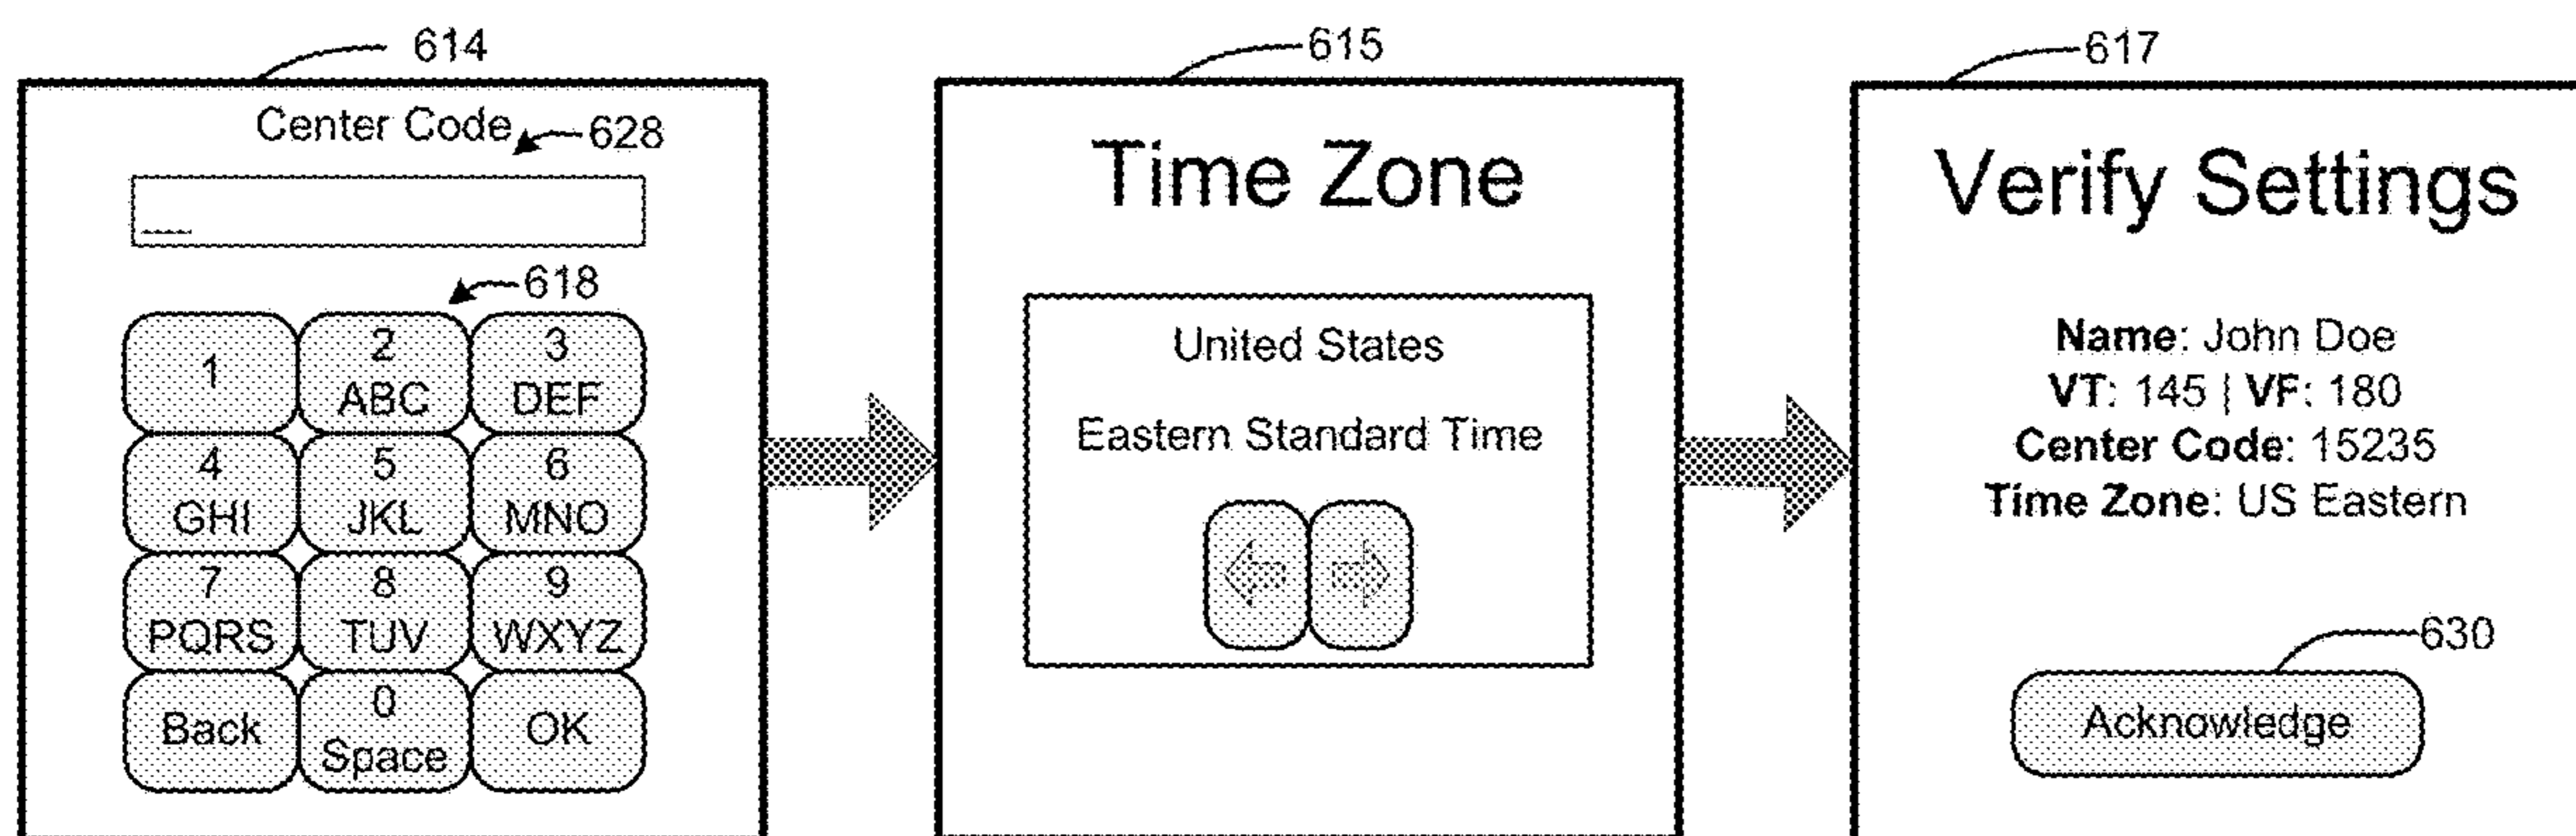 614
Center Code
628
618
1
2
ABC
3
DEF
4
GHI
5
JKL
6
MNO
7
PQRS
8
TUV
9
WXYZ
Back
0
Space
OK
615
Time Zone
United States
Eastern Standard Time
617
Verify Settings
Name: John Doe
VT: 145 | VF: 180
Center Code: 15235
Time Zone: US Eastern
630
Acknowledge